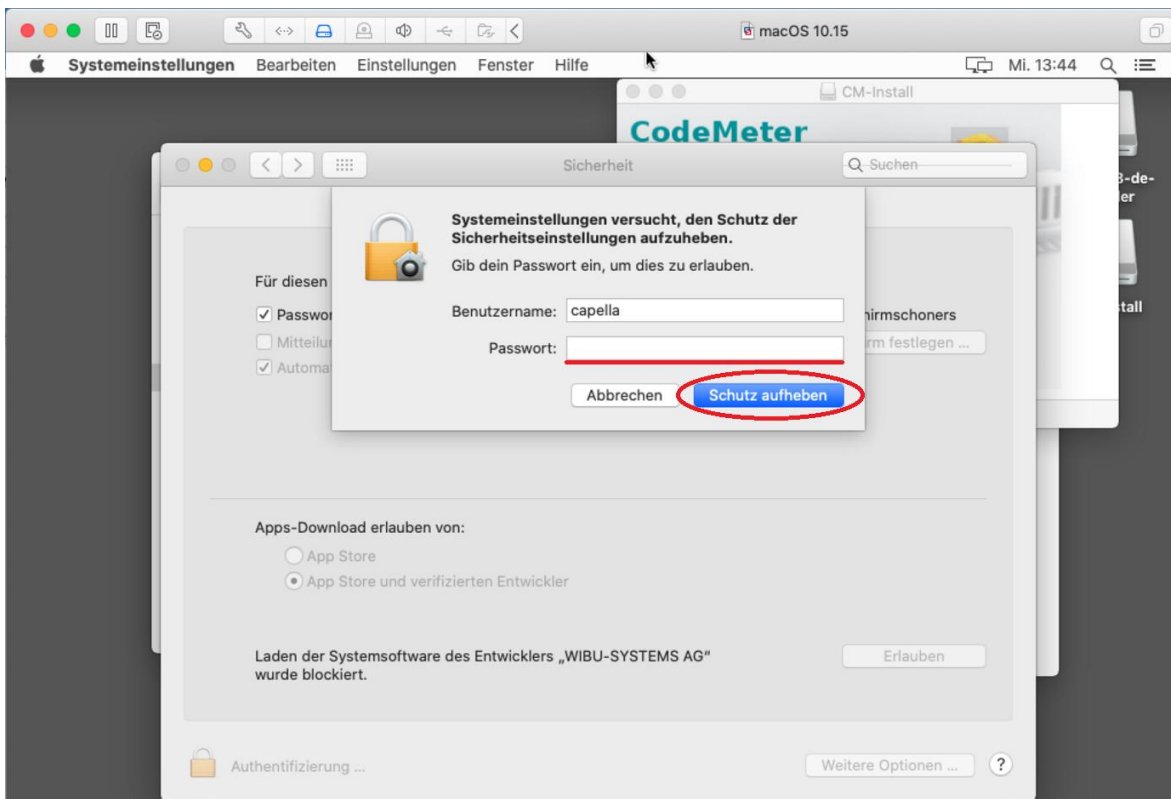 macOS 10.15
Systemeinstellungen Bearbeiten Einstellungen Fenster Hilfe Mi. 13:44
CM-Install
CodeMeter
Sicherheit
Suchen
Systemeinstellungen versucht, den Schutz der
Sicherheitseinstellungen aufzuheben.
Gib dein Passwort ein, um dies zu erlauben.
Benutzername: capella
Passwort:
Abbrechen Schutz aufheben
Für diesen
Apps-Download erlauben von:
App Store
App Store und verifizierten Entwickler
Laden der Systemsoftware des Entwicklers „WIBU-SYSTEMS AG“
wurde blockiert.
Erlauben
Authentifizierung ...
Weitere Optionen ... ?